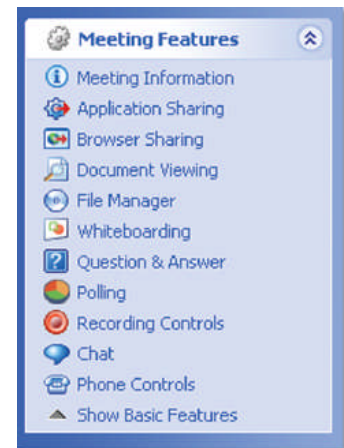 Meeting Features
Meeting Information
Application Sharing
Browser Sharing
Document Viewing
File Manager
Whiteboarding
Question & Answer
Polling
Recording Controls
Chat
Phone Controls
Show Basic Features